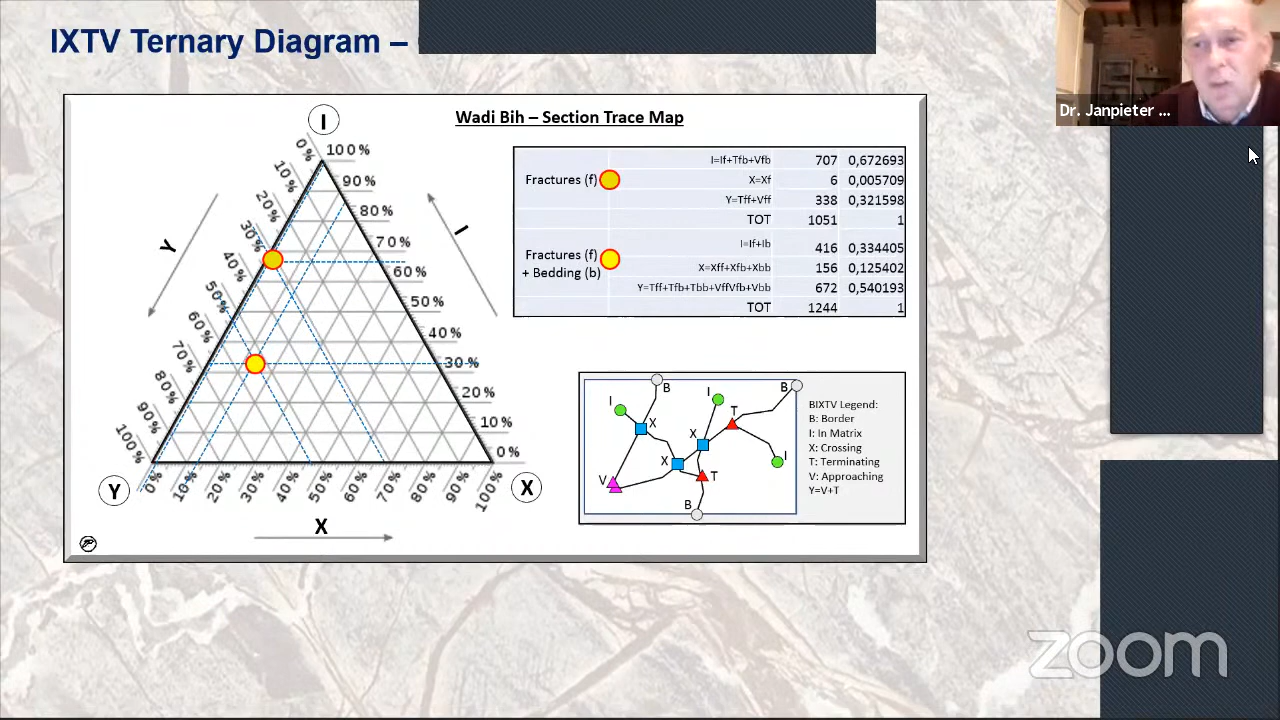 IXTV Ternary Diagram –
Dr. Janpieter ...
Wadi Bih – Section Trace Map
I
0% 100%
10% 90%
20% 80%
30% 70%
40% 60%
50% 50%
60% 40%
70% 30%
80% 20%
90% 10%
100% 0%
Y
I
Y
X
0% 10% 20% 30% 40% 50% 60% 70% 80% 90% 100%
X
I=If+Tfb+Vfb 707 0,672693
Fractures (f) X=Xf 6 0,005709
Y=Tff+Vff 338 0,321598
TOT 1051 1
Fractures (f) I=If+Ib 416 0,334405
+ Bedding (b) X=Xff+Xfb+Xbb 156 0,125402
Y=Tff+Tfb+Tbb+VffVfb+Vbb 672 0,540193
TOT 1244 1
B
B
I
I
T
X
X
X
I
V
T
B
BIXTV Legend:
B: Border
I: In Matrix
X: Crossing
T: Terminating
V: Approaching
Y=V+T
zoom